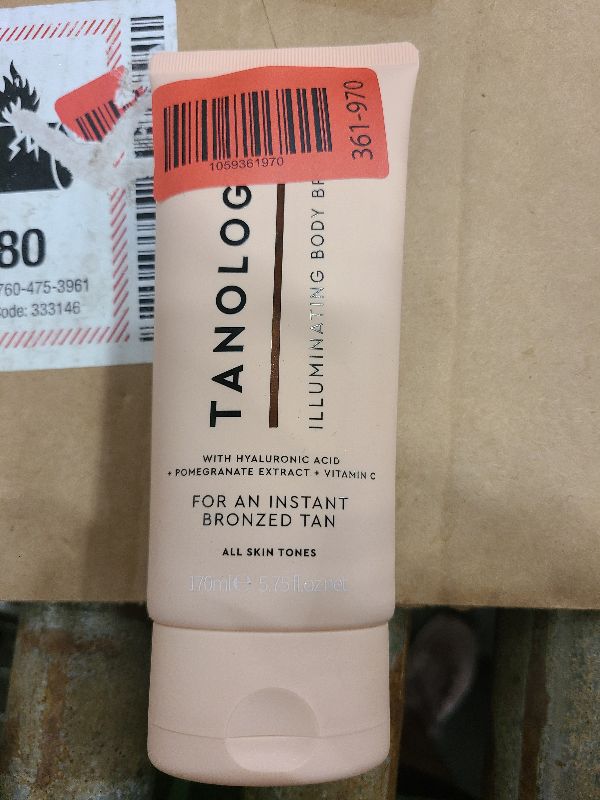 1059361970
361-970
TANOLOG
ILLUMINATING BODY BR
WITH HYALURONIC ACID
+ POMEGRANATE EXTRACT + VITAMIN C
FOR AN INSTANT
BRONZED TAN
ALL SKIN TONES
170ml e 5.75 fl.oz net
80
760-475-3961
ode: 333146